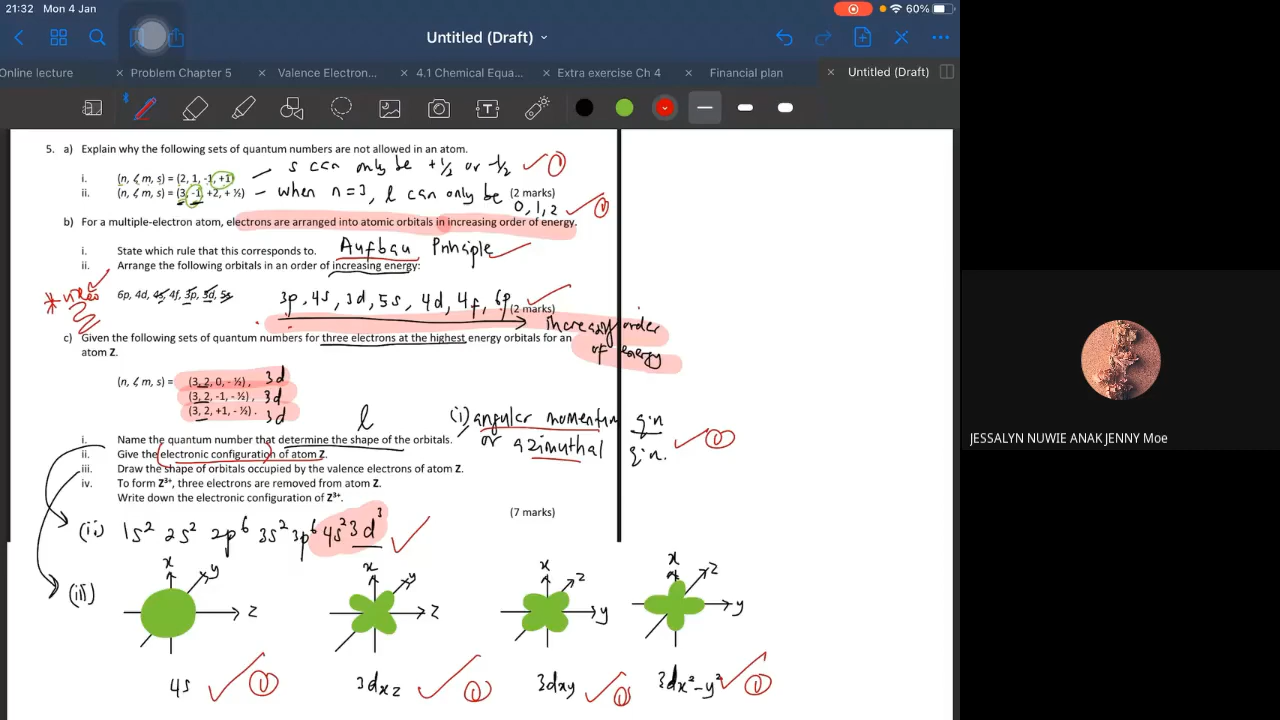 21:32 Mon 4 Jan
60%
Untitled (Draft)
Online lecture
Problem Chapter 5
Valence Electron...
4.1 Chemical Equa...
Extra exercise Ch 4
Financial plan
Untitled (Draft)
5. a) Explain why the following sets of quantum numbers are not allowed in an atom.
s can only be +½ or -½ ①
i. (n, ℓ, m, s) = (2, 1, -1, +1)
ii. (n, ℓ, m, s) = (3, -1, +2, + ½) – when n=3, l can only be (2 marks)
0, 1, 2 ①
b) For a multiple-electron atom, electrons are arranged into atomic orbitals in increasing order of energy.
i. State which rule that this corresponds to. Aufbau Prinsiple
ii. Arrange the following orbitals in an order of increasing energy:
6p, 4d, 4s, 4f, 3p, 3d, 5s 3p, 4s, 3d, 5s, 4d, 4f, 6p (2 marks)
increasing order
of energy
c) Given the following sets of quantum numbers for three electrons at the highest energy orbitals for an
atom Z.
(n, ℓ, m, s) = (3, 2, 0, - ½), 3d
(3, 2, -1, - ½), 3d
(3, 2, +1, - ½). 3d
l
(i) angular momentum q.n
i. Name the quantum number that determine the shape of the orbitals.
or azimuthal q.n. ①
ii. Give the electronic configuration of atom Z.
iii. Draw the shape of orbitals occupied by the valence electrons of atom Z.
iv. To form Z³⁺, three electrons are removed from atom Z.
Write down the electronic configuration of Z³⁺.
(7 marks)
(ii) 1s² 2s² 2p⁶ 3s² 3p⁶ 4s² 3d³
(iii)
x y z
x y z
x z y
x z y
4s ① 3dxz ① 3dxy ① 3dx²-y² ①
JESSALYN NUWIE ANAK JENNY Moe